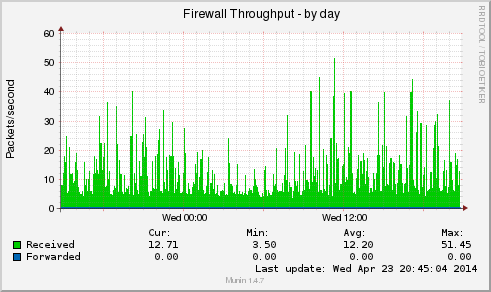 Firewall Throughput - by day
RRDTOOL / TOBI OETIKER
Packets/second
60
50
40
30
20
10
0
Wed 00:00 Wed 12:00
Cur: Min: Avg: Max:
Received 12.71 3.50 12.20 51.45
Forwarded 0.00 0.00 0.00 0.00
Last update: Wed Apr 23 20:45:04 2014
Munin 1.4.7